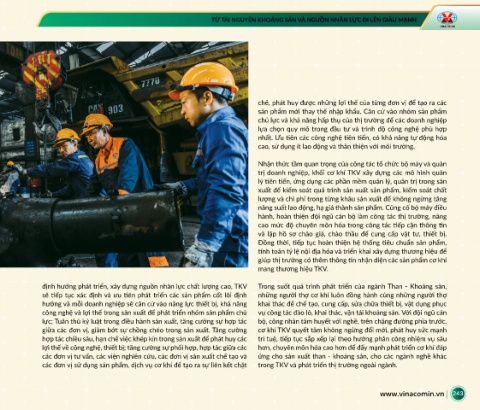 TỪ TÀI NGUYÊN KHOÁNG SẢN VÀ NGUỒN NHÂN LỰC ĐI LÊN GIÀU MẠNH
chẽ, phát huy được những lợi thế của từng đơn vị để tạo ra các
sản phẩm mới thay thế nhập khẩu. Căn cứ vào nhóm sản phẩm
chủ lực và khả năng hấp thụ của thị trường để các doanh nghiệp
lựa chọn quy mô trong đầu tư và trình độ công nghệ phù hợp
nhất. Ưu tiên các công nghệ tiên tiến, có khả năng tự động hóa
cao, sử dụng ít lao động và thân thiện với môi trường.
Nhận thức tầm quan trọng của công tác tổ chức bộ máy và quản
trị doanh nghiệp, khối cơ khí TKV xây dựng các mô hình quản
lý tiên tiến, ứng dụng các phần mềm quản lý, quản trị trong sản
xuất để kiểm soát quá trình sản xuất sản phẩm, kiểm soát chất
lượng và chi phí trong từng khâu sản xuất để không ngừng tăng
năng suất lao động, hạ giá thành sản phẩm. Củng cố bộ máy điều
hành, hoàn thiện đội ngũ cán bộ làm công tác thị trường, nâng
cao mức độ chuyên môn hóa trong công tác tiếp cận thông tin
và lập hồ sơ chào giá, chào thầu để cung cấp vật tư, thiết bị.
Đồng thời, tiếp tục hoàn thiện hệ thống tiêu chuẩn sản phẩm,
tính toán tỷ lệ nội địa hóa và triển khai xây dựng thương hiệu để
giúp thị trường có thêm thông tin nhận diện các sản phẩm cơ khí
mang thương hiệu TKV.
định hướng phát triển, xây dựng nguồn nhân lực chất lượng cao, TKV
sẽ tiếp tục xác định và ưu tiên phát triển các sản phẩm cốt lõi định
hướng và mỗi doanh nghiệp sẽ căn cứ vào năng lực thiết bị, khả năng
công nghệ và lợi thế trong sản xuất để phát triển nhóm sản phẩm chủ
lực; Tuân thủ kỷ luật trong điều hành sản xuất, tăng cường sự hợp tác
giữa các đơn vị, giảm bớt sự chồng chéo trong sản xuất. Tăng cường
hợp tác chiều sâu, hạn chế việc khép kín trong sản xuất để phát huy các
lợi thế về công nghệ, thiết bị; tăng cường sự phối hợp, hợp tác giữa các
các đơn vị tư vấn, các viện nghiên cứu, các đơn vị sản xuất chế tạo và
các đơn vị sử dụng sản phẩm, dịch vụ cơ khí để tạo ra sự liên kết chặt
Trong suốt quá trình phát triển của ngành Than - Khoáng sản,
những người thợ cơ khí luôn đồng hành cùng những người thợ
khai thác để chế tạo, cung cấp, sửa chữa thiết bị, vật dụng phục
vụ công tác đào lò, khai thác, vận tải khoáng sản. Với đội ngũ cán
bộ, công nhân tâm huyết với nghề, trên chặng đường phía trước,
cơ khí TKV quyết tâm không ngừng đổi mới, phát huy sức mạnh
trí tuệ, tiếp tục sắp xếp lại theo hướng phân công nhiệm vụ sâu
hơn, chuyên môn hóa cao hơn để đẩy mạnh phát triển cơ khí đáp
ứng cho sản xuất than - khoáng sản, cho các ngành nghề khác
trong TKV và phát triển thị trường ngoài ngành.
www.vinacomin.vn | 243